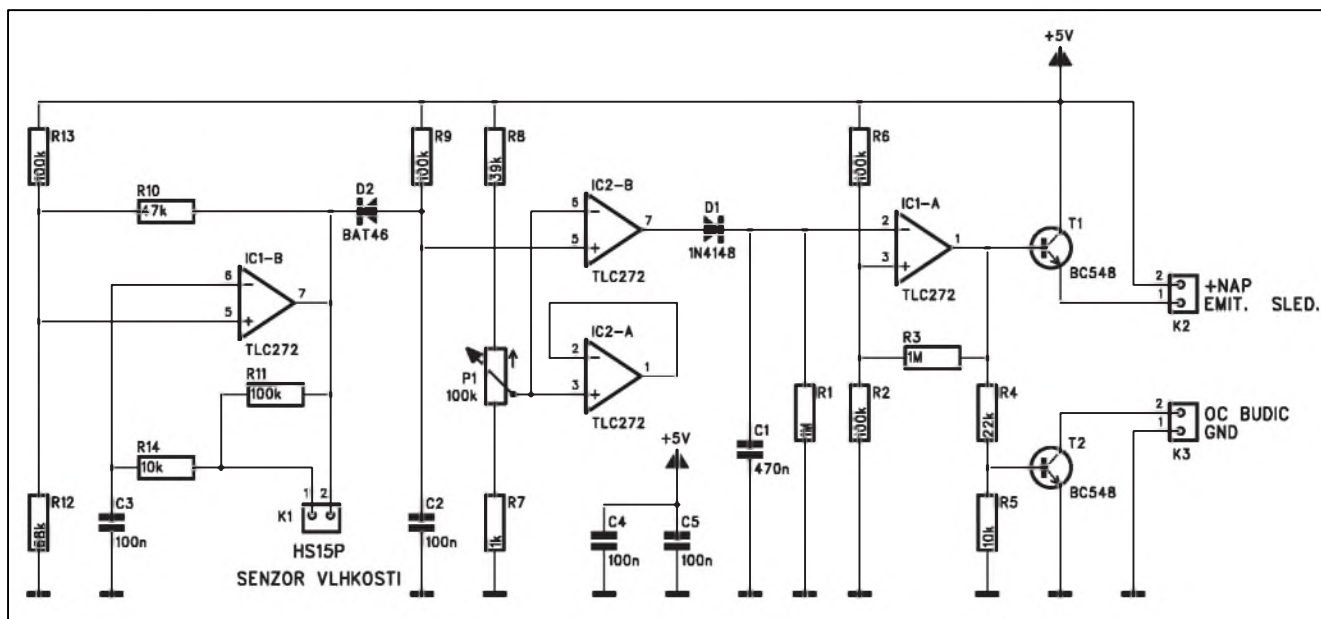 +5V
R13
100k
R10
47k
D2
BAT46
R9
100k
R8
39k
IC2-B
6
5
7
TLC272
D1
1N4148
R6
100k
IC1-A
2
3
1
TLC272
T1
BC548
2
1
+NAP
EMIT. SLED.
K2
IC1-B
6
5
7
TLC272
IC2-A
2
3
1
TLC272
P1
100k
R11
100k
R14
10k
R3
1M
R1
1M
R2
100k
R4
22k
C1
470n
+5V
T2
BC548
2
1
OC BUDIC
GND
K3
R12
68k
C3
100n
K1
1
2
HS15P
SENZOR VLHKOSTI
C2
100n
R7
1k
C4
100n
C5
100n
R5
10k